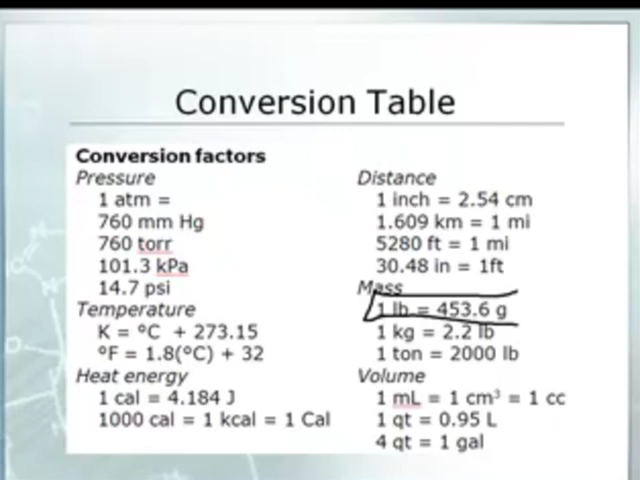 Conversion Table
Conversion factors
Pressure
1 atm =
760 mm Hg
760 torr
101.3 kPa
14.7 psi
Temperature
K = °C + 273.15
°F = 1.8(°C) + 32
Heat energy
1 cal = 4.184 J
1000 cal = 1 kcal = 1 Cal
Distance
1 inch = 2.54 cm
1.609 km = 1 mi
5280 ft = 1 mi
30.48 in = 1ft
Mass
1 lb = 453.6 g
1 kg = 2.2 lb
1 ton = 2000 lb
Volume
1 mL = 1 cm³ = 1 cc
1 qt = 0.95 L
4 qt = 1 gal